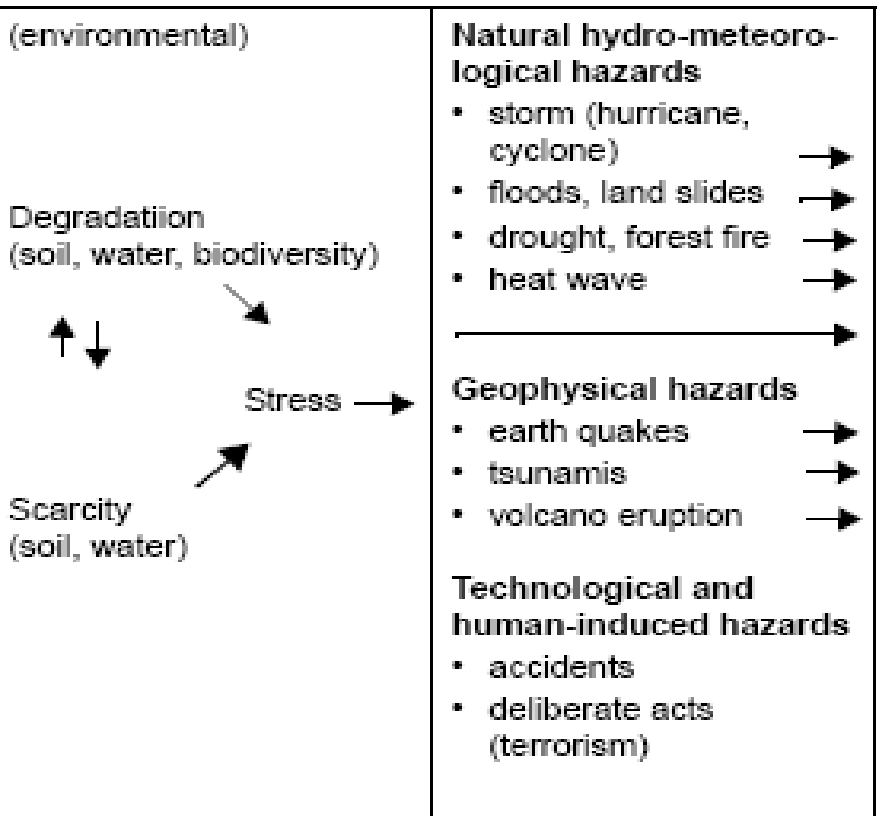 (environmental)
Degradatiion
(soil, water, biodiversity)
Stress
Scarcity
(soil, water)
Natural hydro-meteoro-
logical hazards
• storm (hurricane,
cyclone)
• floods, land slides
• drought, forest fire
• heat wave
Geophysical hazards
• earth quakes
• tsunamis
• volcano eruption
Technological and
human-induced hazards
• accidents
• deliberate acts
(terrorism)